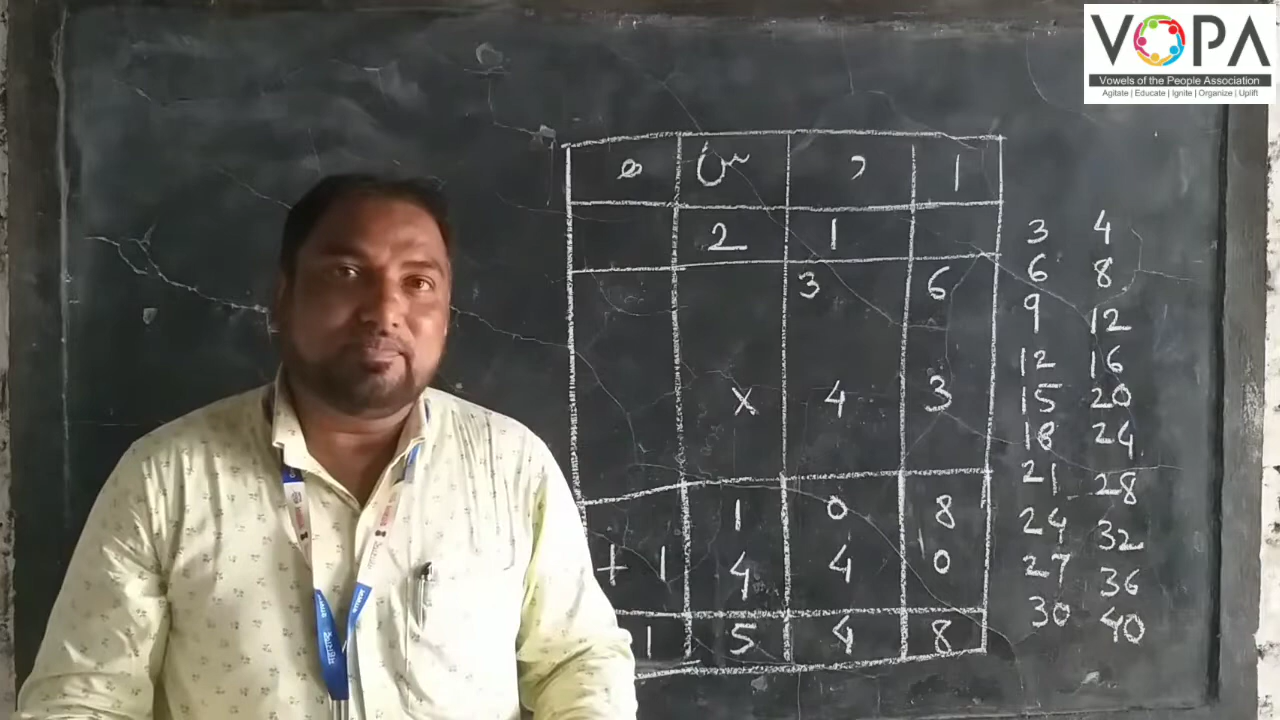 VOPA
Vowels of the People Association
Agitate | Educate | Ignite | Organize | Uplift
2 1
3 6
x 4 3
1 0 8
+ 1 4 4 0
1 5 4 8
3 4
6 8
9 12
12 16
15 20
18 24
21 28
24 32
27 36
30 40